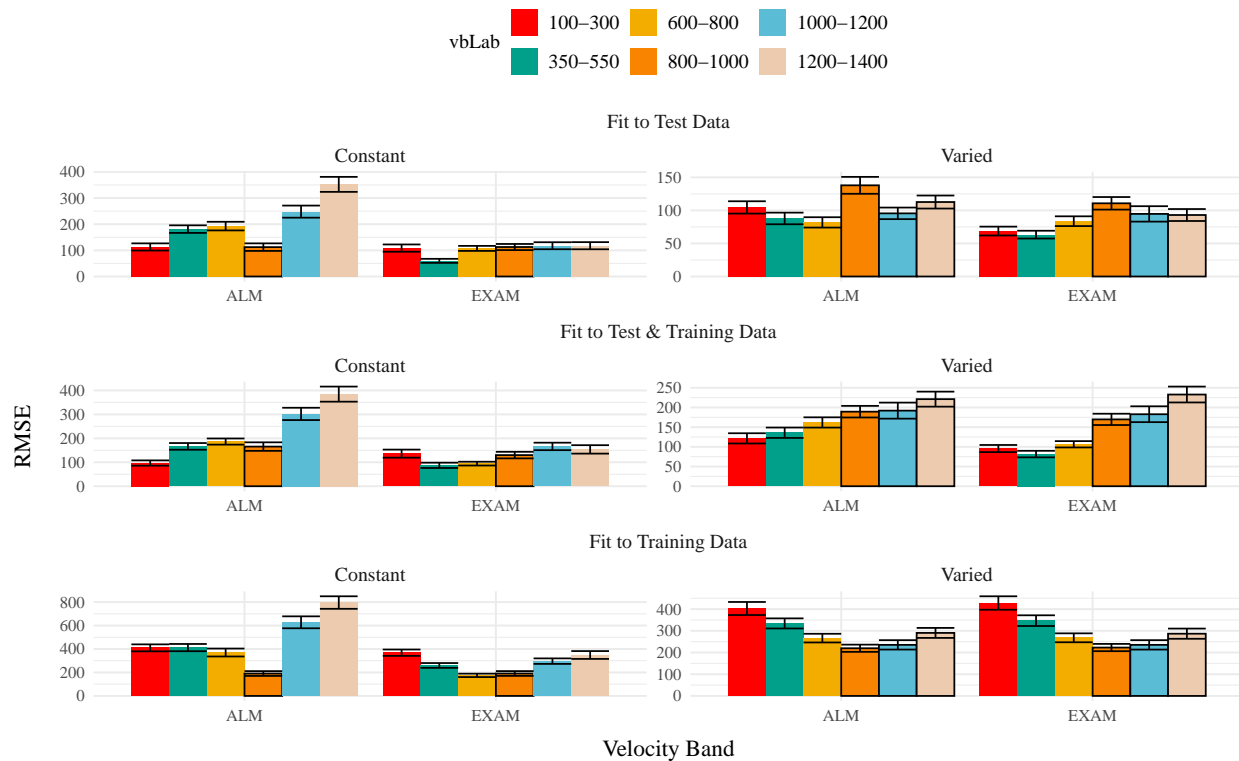 vbLab
100–300
600–800
1000–1200
350–550
800–1000
1200–1400
Fit to Test Data
Constant
Varied
400
300
200
100
0
150
100
50
0
ALM
EXAM
ALM
EXAM
Fit to Test & Training Data
Constant
Varied
400
300
200
100
0
250
200
150
100
50
0
ALM
EXAM
ALM
EXAM
RMSE
Fit to Training Data
Constant
Varied
800
600
400
200
0
400
300
200
100
0
ALM
EXAM
ALM
EXAM
Velocity Band